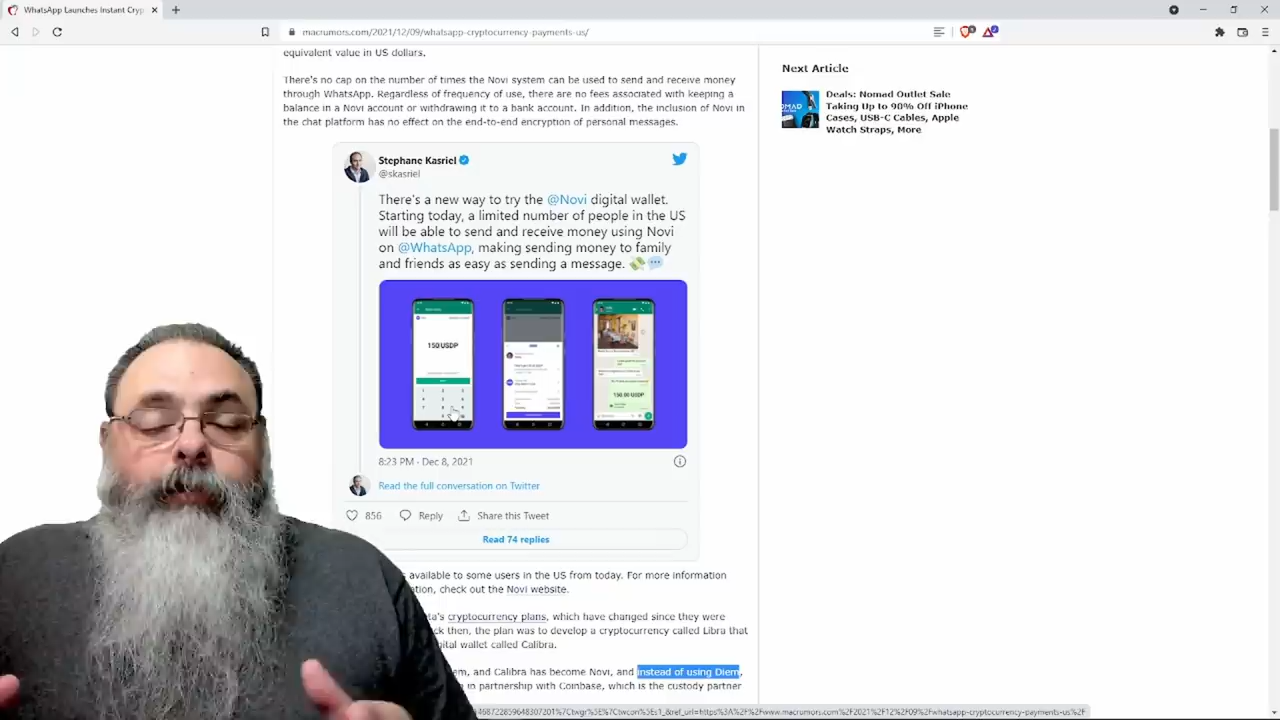 WhatsApp Launches Instant Cryp
macrumors.com/2021/12/09/whatsapp-cryptocurrency-payments-us/
equivalent value in US dollars.
There's no cap on the number of times the Novi system can be used to send and receive money
through WhatsApp. Regardless of frequency of use, there are no fees associated with keeping a
balance in a Novi account or withdrawing it to a bank account. In addition, the inclusion of Novi in
the chat platform has no effect on the end-to-end encryption of personal messages.
Stephane Kasriel
@skasriel
There's a new way to try the @Novi digital wallet.
Starting today, a limited number of people in the US
will be able to send and receive money using Novi
on @WhatsApp, making sending money to family
and friends as easy as sending a message.
150 USDP
150.00 USDP
8:23 PM · Dec 8, 2021
Read the full conversation on Twitter
856 Reply Share this Tweet
Read 74 replies
available to some users in the US from today. For more information
check out the Novi website.
cryptocurrency plans, which have changed since they were
then, the plan was to develop a cryptocurrency called Libra that
wallet called Calibra.
and Calibra has become Novi, and instead of using Diem,
in partnership with Coinbase, which is the custody partner
Next Article
Deals: Nomad Outlet Sale
Taking Up to 90% Off iPhone
Cases, USB-C Cables, Apple
Watch Straps, More